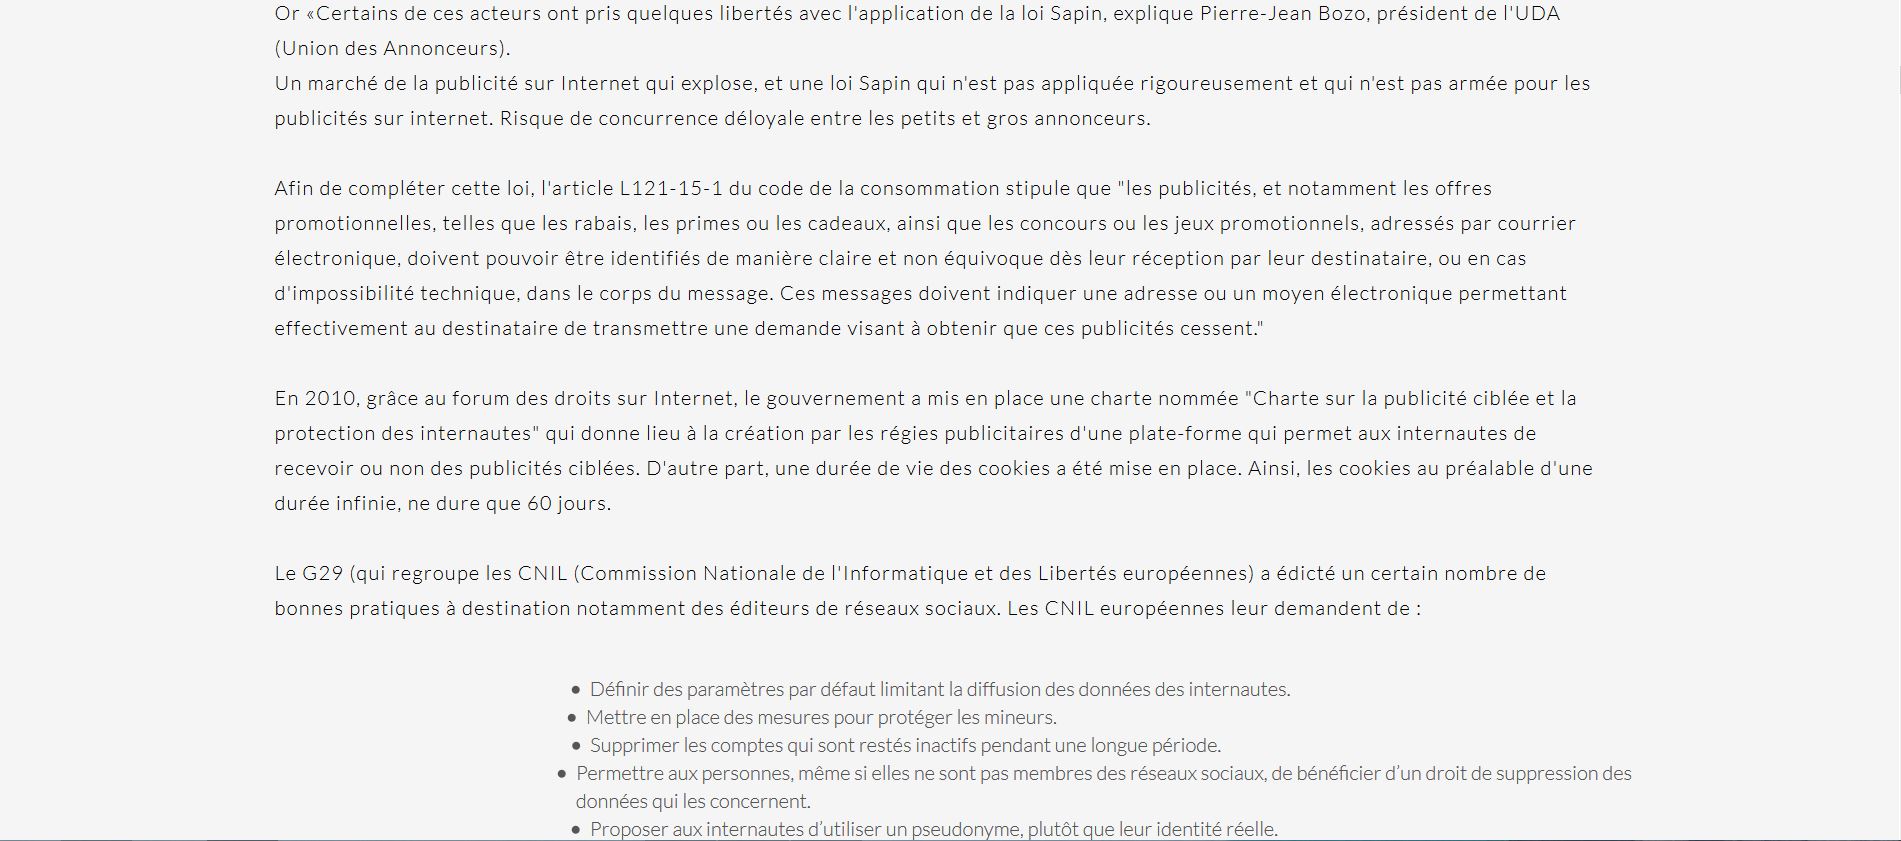 Or «Certains de ces acteurs ont pris quelques libertés avec l'application de la loi Sapin, explique Pierre-Jean Bozo, président de l'UDA
(Union des Annonceurs).
Un marché de la publicité sur Internet qui explose, et une loi Sapin qui n'est pas appliquée rigoureusement et qui n'est pas armée pour les
publicités sur internet. Risque de concurrence déloyale entre les petits et gros annonceurs.
Afin de compléter cette loi, l'article L121-15-1 du code de la consommation stipule que "les publicités, et notamment les offres
promotionnelles, telles que les rabais, les primes ou les cadeaux, ainsi que les concours ou les jeux promotionnels, adressés par courrier
électronique, doivent pouvoir être identifiés de manière claire et non équivoque dès leur réception par leur destinataire, ou en cas
d'impossibilité technique, dans le corps du message. Ces messages doivent indiquer une adresse ou un moyen électronique permettant
effectivement au destinataire de transmettre une demande visant à obtenir que ces publicités cessent."
En 2010, grâce au forum des droits sur Internet, le gouvernement a mis en place une charte nommée "Charte sur la publicité ciblée et la
protection des internautes" qui donne lieu à la création par les régies publicitaires d'une plate-forme qui permet aux internautes de
recevoir ou non des publicités ciblées. D'autre part, une durée de vie des cookies a été mise en place. Ainsi, les cookies au préalable d'une
durée infinie, ne dure que 60 jours.
Le G29 (qui regroupe les CNIL (Commission Nationale de l'Informatique et des Libertés européennes) a édicté un certain nombre de
bonnes pratiques à destination notamment des éditeurs de réseaux sociaux. Les CNIL européennes leur demandent de :
• Définir des paramètres par défaut limitant la diffusion des données des internautes.
• Mettre en place des mesures pour protéger les mineurs.
• Supprimer les comptes qui sont restés inactifs pendant une longue période.
• Permettre aux personnes, même si elles ne sont pas membres des réseaux sociaux, de bénéficier d’un droit de suppression des
données qui les concernent.
• Proposer aux internautes d’utiliser un pseudonyme, plutôt que leur identité réelle.